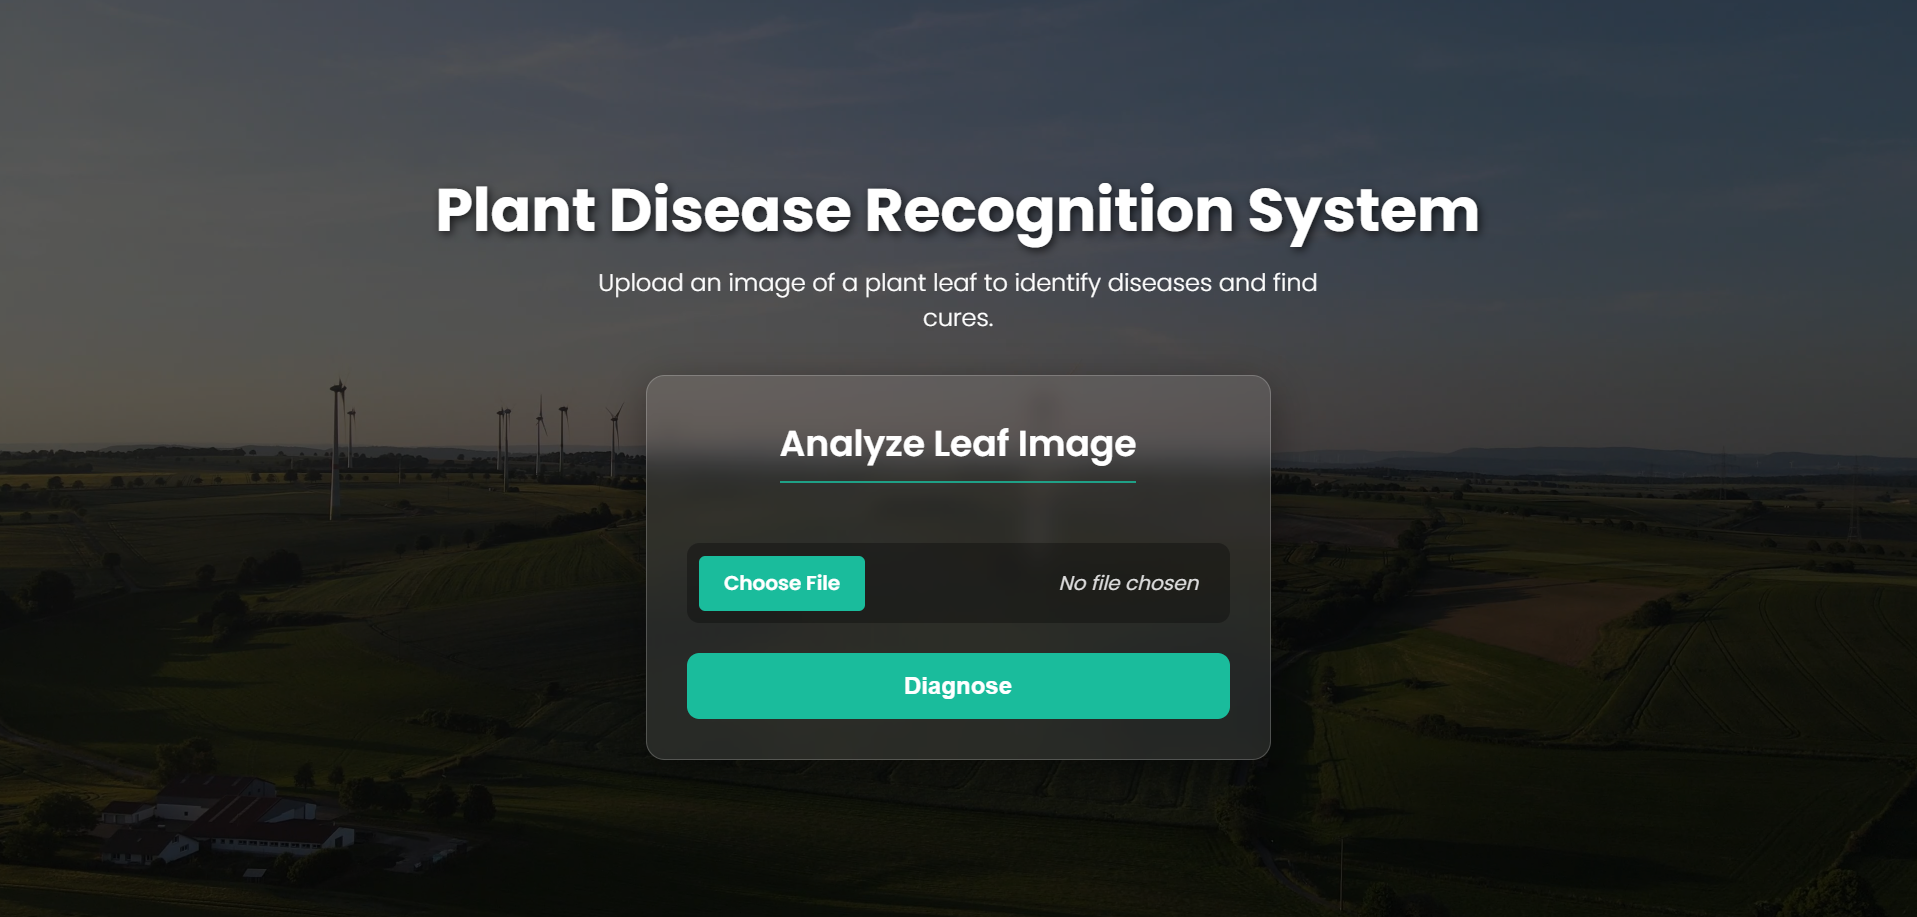 Plant Disease Recognition System
Upload an image of a plant leaf to identify diseases and find
cures.
Analyze Leaf Image
Choose File
No file chosen
Diagnose